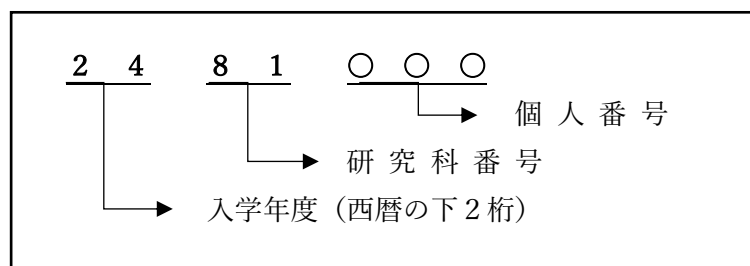 ２ ４ ８ １ ○ ○ ○
個 人 番 号
研 究 科 番 号
入学年度（西暦の下２桁）